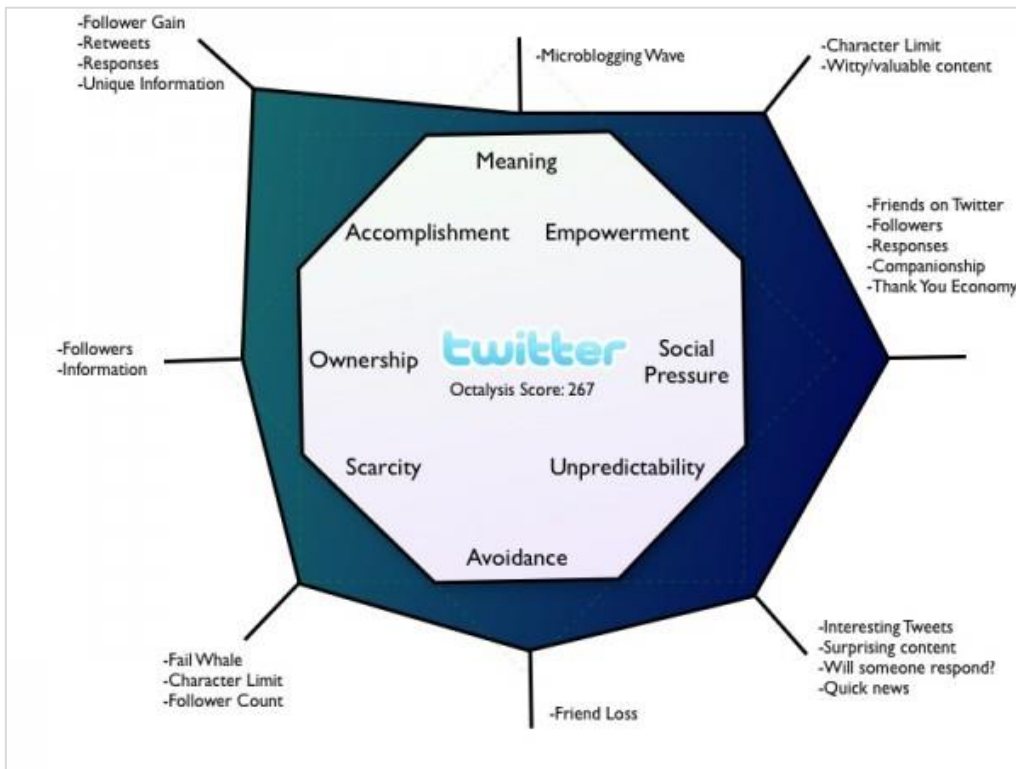 -Follower Gain
-Retweets
-Responses
-Unique Information
-Microblogging Wave
-Character Limit
-Witty/valuable content
Meaning
Accomplishment
Empowerment
-Friends on Twitter
-Followers
-Responses
-Companionship
-Thank You Economy
-Followers
-Information
Ownership
twitter
Octalysis Score: 267
Social
Pressure
Scarcity
Unpredictability
Avoidance
-Fail Whale
-Character Limit
-Follower Count
-Friend Loss
-Interesting Tweets
-Surprising content
-Will someone respond?
-Quick news